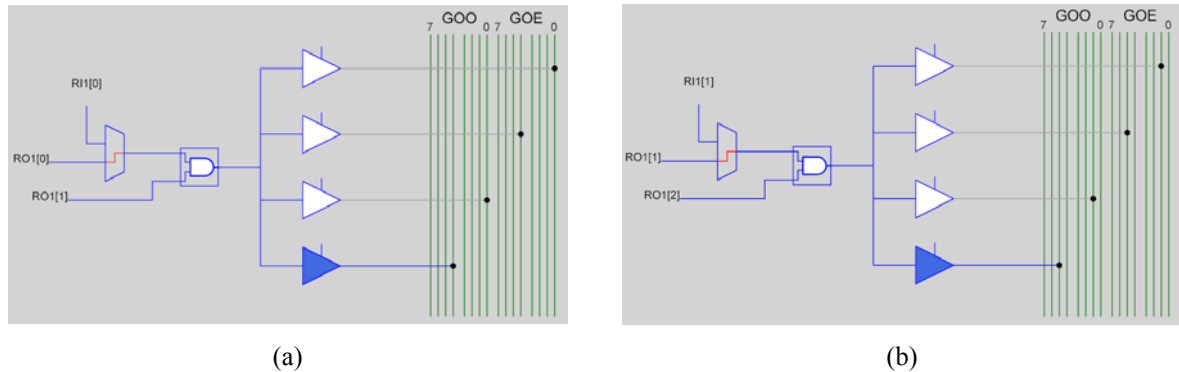 GOO GOE
7 0 7 0
RI1[0]
RO1[0]
RO1[1]
(a)
GOO GOE
7 0 7 0
RI1[1]
RO1[1]
RO1[2]
(b)